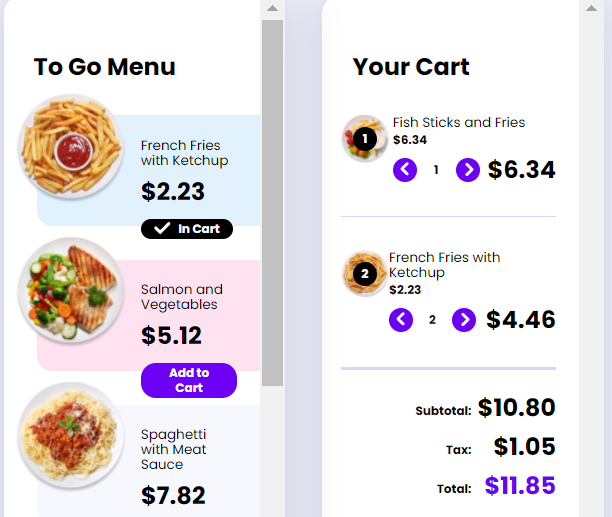 To Go Menu
French Fries
with Ketchup
$2.23
In Cart
Salmon and
Vegetables
$5.12
Add to
Cart
Spaghetti
with Meat
Sauce
$7.82
Your Cart
1
Fish Sticks and Fries
$6.34
1
$6.34
2
French Fries with
Ketchup
$2.23
2
$4.46
Subtotal: $10.80
Tax: $1.05
Total: $11.85